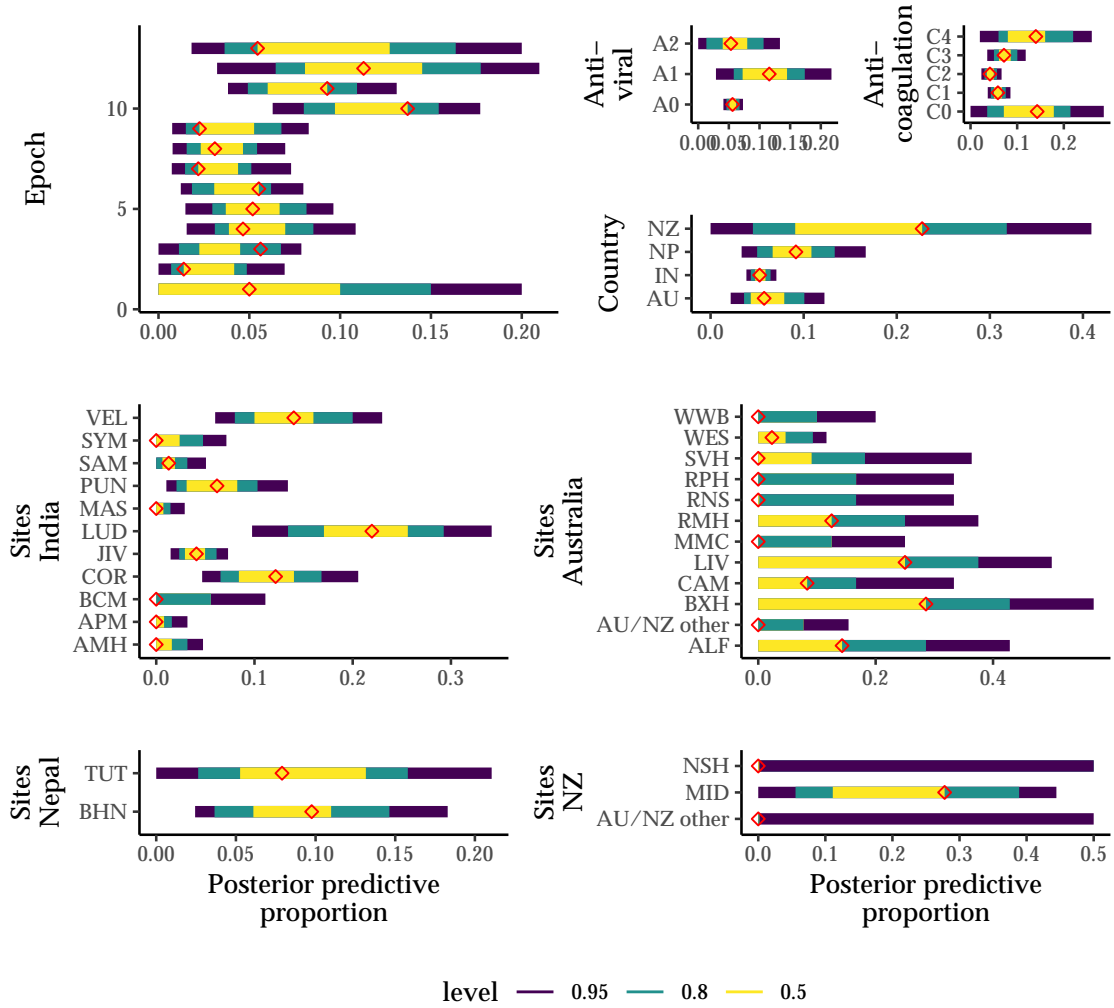 Epoch
10
5
0
0.00 0.05 0.10 0.15 0.20
Anti−
viral
A2
A1
A0
0.00 0.05 0.10 0.15 0.20
Anti−
coagulation
C4
C3
C2
C1
C0
0.0 0.1 0.2
Country
NZ
NP
IN
AU
0.0 0.1 0.2 0.3 0.4
Sites
India
VEL
SYM
SAM
PUN
MAS
LUD
JIV
COR
BCM
APM
AMH
0.0 0.1 0.2 0.3
Sites
Australia
WWB
WES
SVH
RPH
RNS
RMH
MMC
LIV
CAM
BXH
AU/NZ other
ALF
0.0 0.2 0.4
Sites
Nepal
TUT
BHN
0.00 0.05 0.10 0.15 0.20
Posterior predictive
proportion
Sites
NZ
NSH
MID
AU/NZ other
0.0 0.1 0.2 0.3 0.4 0.5
Posterior predictive
proportion
level 0.95 0.8 0.5